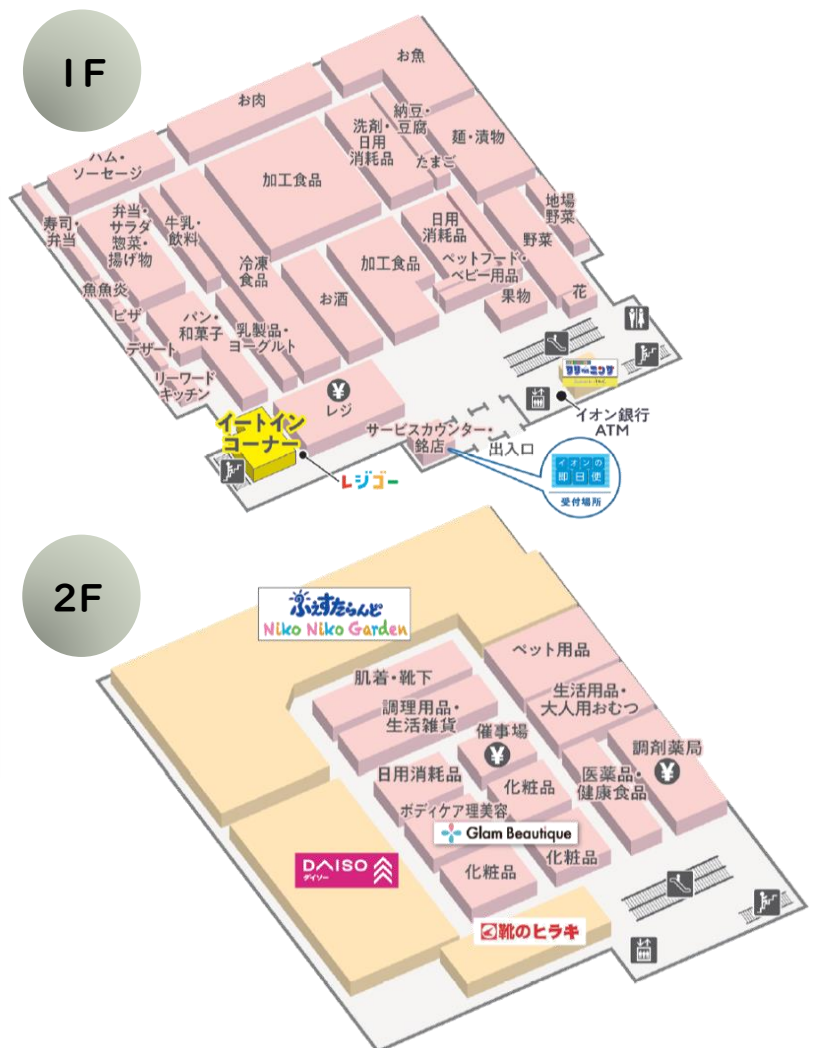 1F
お魚
お肉
納豆・
豆腐
洗剤・
日用
消耗品
麺・漬物
たまご
ハム・
ソーセージ
加工食品
地場
野菜
寿司・
弁当
弁当・
サラダ
惣菜・
揚げ物
牛乳・
飲料
日用
消耗品
野菜
冷凍
食品
加工食品
ペットフード・
ベビー用品
お酒
果物
花
魚魚炎
ピザ
パン・
和菓子
乳製品・
ヨーグルト
デザート
リーワード
キッチン
¥
レジ
クリーニング
イートイン
コーナー
サービスカウンター・
銘店
出入口
イオン銀行
ATM
レジゴー
イオンの
即日便
受付場所
2F
ふぇすたらんど
Niko Niko Garden
ペット用品
肌着・靴下
生活用品・
大人用おむつ
調理用品・
生活雑貨
催事場
¥
調剤薬局
¥
日用消耗品
化粧品
医薬品・
健康食品
ボディケア理美容
Glam Beautique
化粧品
化粧品
DAISO
ダイソー
靴のヒラキ